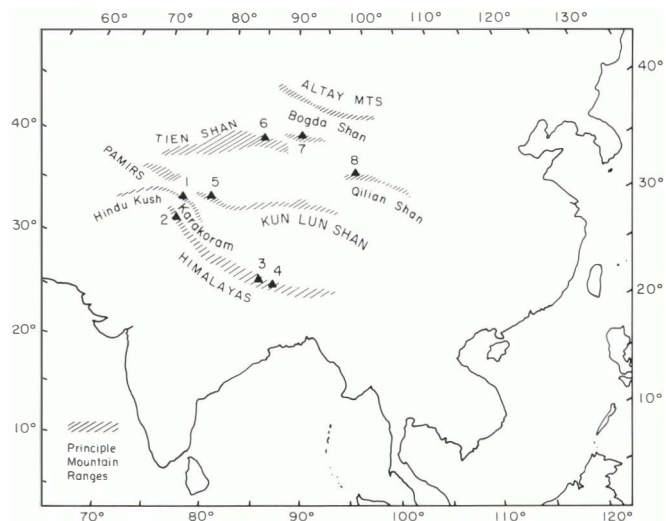 60° 70° 80° 90° 100° 110° 120° 130°
40°
ALTAY MTS
Bogda Shan
40°
6
TIEN SHAN
7
8
PAMIRS
30°
1 5
Qilian Shan
Hindu Kush
30°
KUN LUN SHAN
2
Karakoram
3 4
HIMALAYAS
20°
20°
10°
10°
Principle
Mountain
Ranges
70° 80° 90° 100° 110° 120°